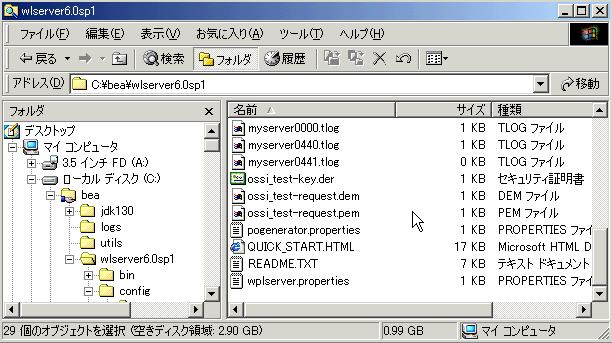 wlserver6.0sp1
ファイル(F) 編集(E) 表示(V) お気に入り(A) ツール(T) ヘルプ(H)
戻る 検索 フォルダ 履歴
アドレス(D) C:¥bea¥wlserver6.0sp1 移動
フォルダ
デスクトップ
マイ コンピュータ
3.5 インチ FD (A:)
ローカル ディスク (C:)
bea
jdk130
logs
utils
wlserver6.0sp1
bin
config
名前 サイズ 種類
myserver0000.tlog 1 KB TLOG ファイル
myserver0440.tlog 1 KB TLOG ファイル
myserver0441.tlog 0 KB TLOG ファイル
ossi_test-key.der 1 KB セキュリティ証明書
ossi_test-request.dem 1 KB DEM ファイル
ossi_test-request.pem 1 KB PEM ファイル
pogenerator.properties 1 KB PROPERTIES ファイ
QUICK_START.HTML 17 KB Microsoft HTML D
README.TXT 7 KB テキスト ドキュメント
wplserver.properties 1 KB PROPERTIES ファイ
29 個のオブジェクトを選択 (空きディスク領域: 2.90 GB) 0.99 GB マイ コンピュータ